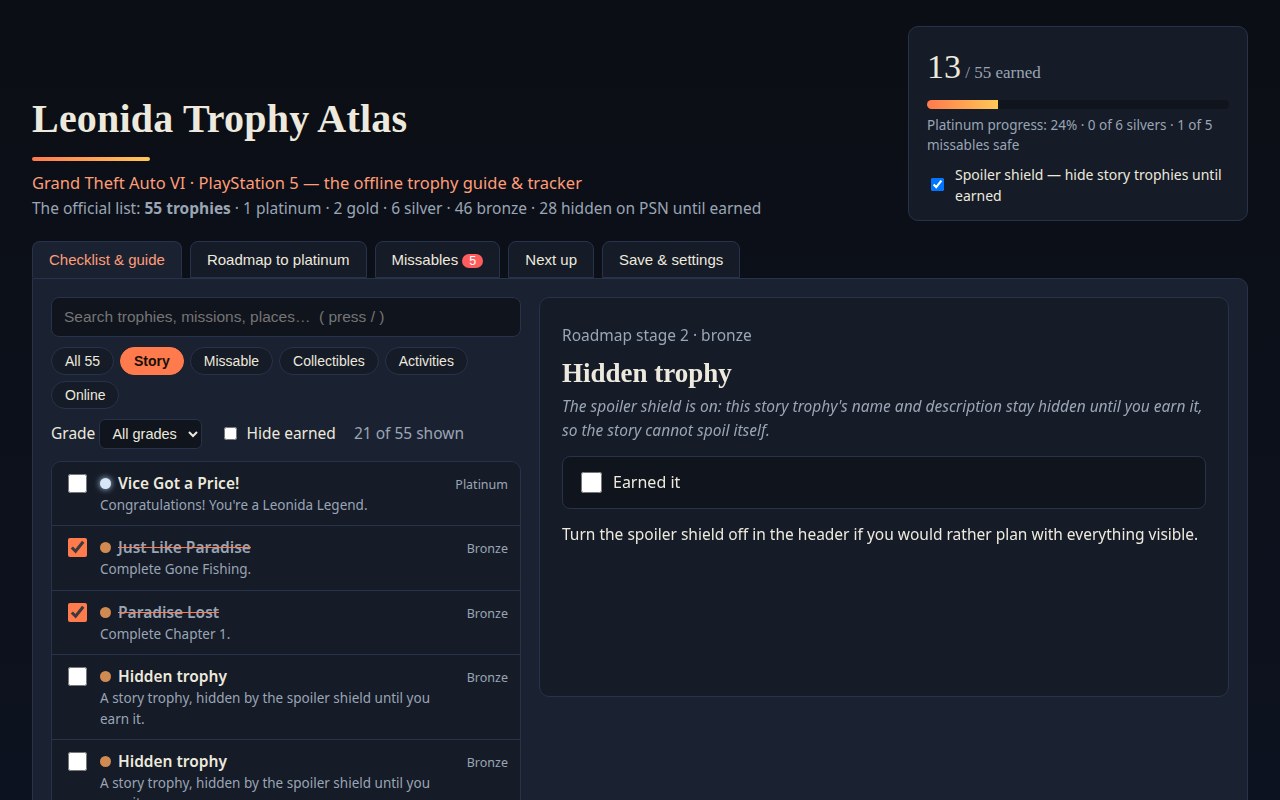 13 / 55 earned
Leonida Trophy Atlas
Platinum progress: 24% · 0 of 6 silvers · 1 of 5
missables safe
Grand Theft Auto VI · PlayStation 5 — the offline trophy guide & tracker
Spoiler shield — hide story trophies until
earned
The official list: 55 trophies · 1 platinum · 2 gold · 6 silver · 46 bronze · 28 hidden on PSN until earned
Checklist & guide
Roadmap to platinum
Missables 5
Next up
Save & settings
Search trophies, missions, places… ( press / )
All 55
Story
Missable
Collectibles
Activities
Online
Grade All grades Hide earned 21 of 55 shown
Vice Got a Price! Platinum
Congratulations! You're a Leonida Legend.
Just Like Paradise Bronze
Complete Gone Fishing.
Paradise Lost Bronze
Complete Chapter 1.
Hidden trophy Bronze
A story trophy, hidden by the spoiler shield until you
earn it.
Hidden trophy Bronze
A story trophy, hidden by the spoiler shield until you
Roadmap stage 2 · bronze
Hidden trophy
The spoiler shield is on: this story trophy's name and description stay hidden until you earn it,
so the story cannot spoil itself.
Earned it
Turn the spoiler shield off in the header if you would rather plan with everything visible.